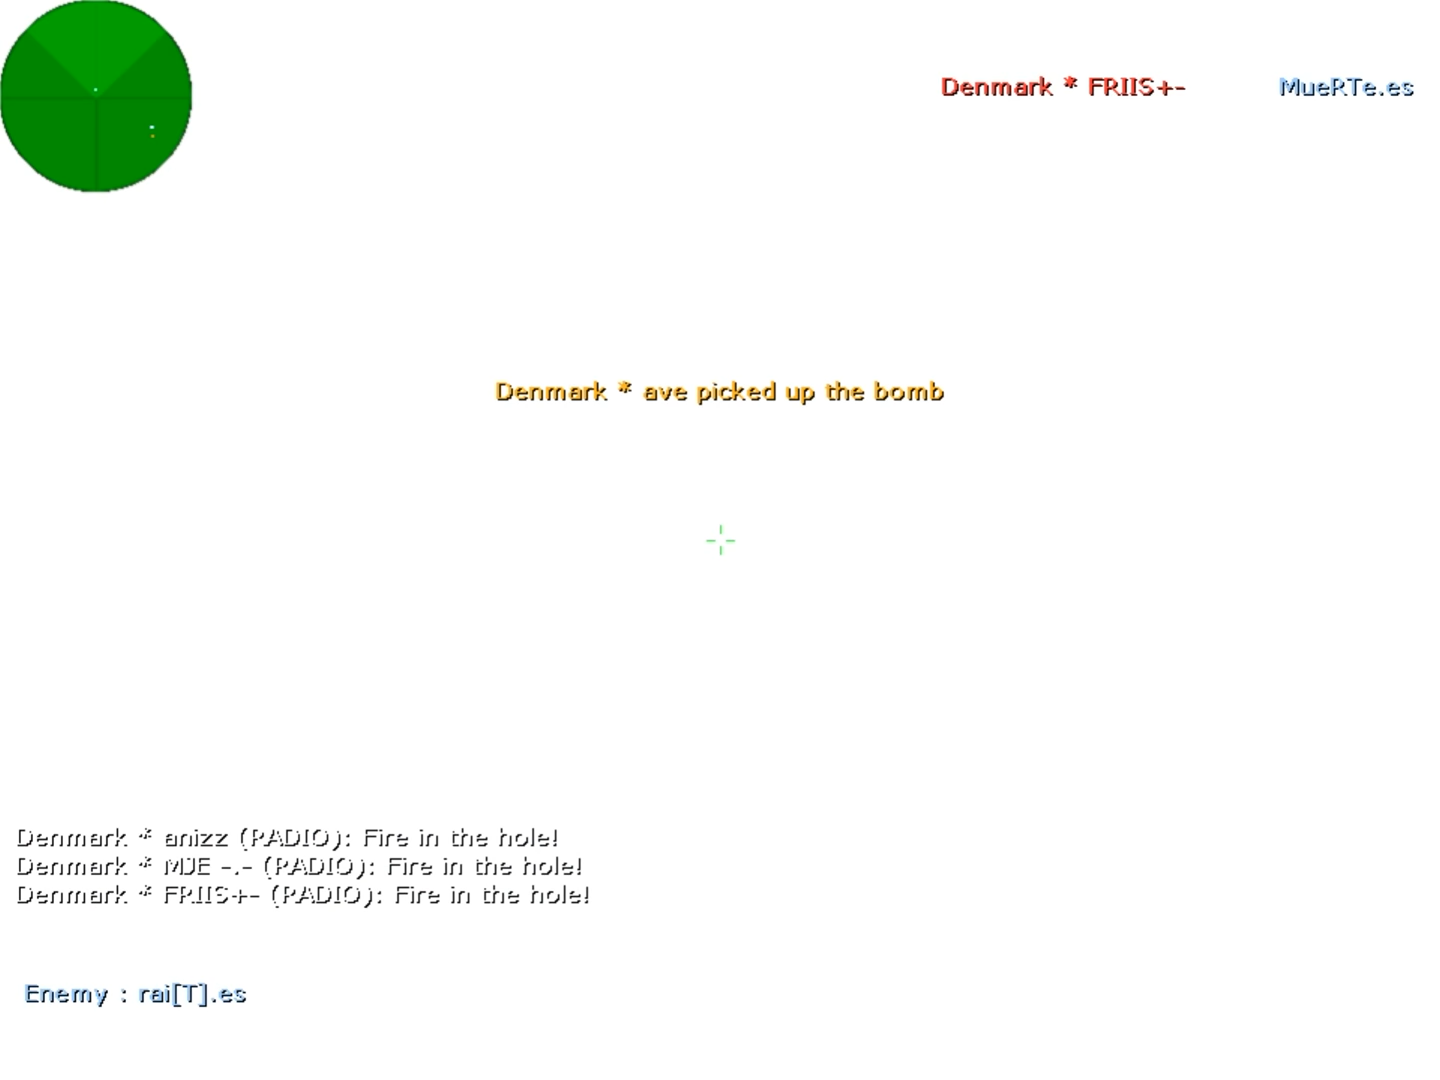 Denmark * FRIIS+- MueRTe.es
Denmark * ave picked up the bomb
Denmark * anizz (RADIO): Fire in the hole!
Denmark * MJE -.- (RADIO): Fire in the hole!
Denmark * FRIIS+- (RADIO): Fire in the hole!
Enemy : rai[T].es